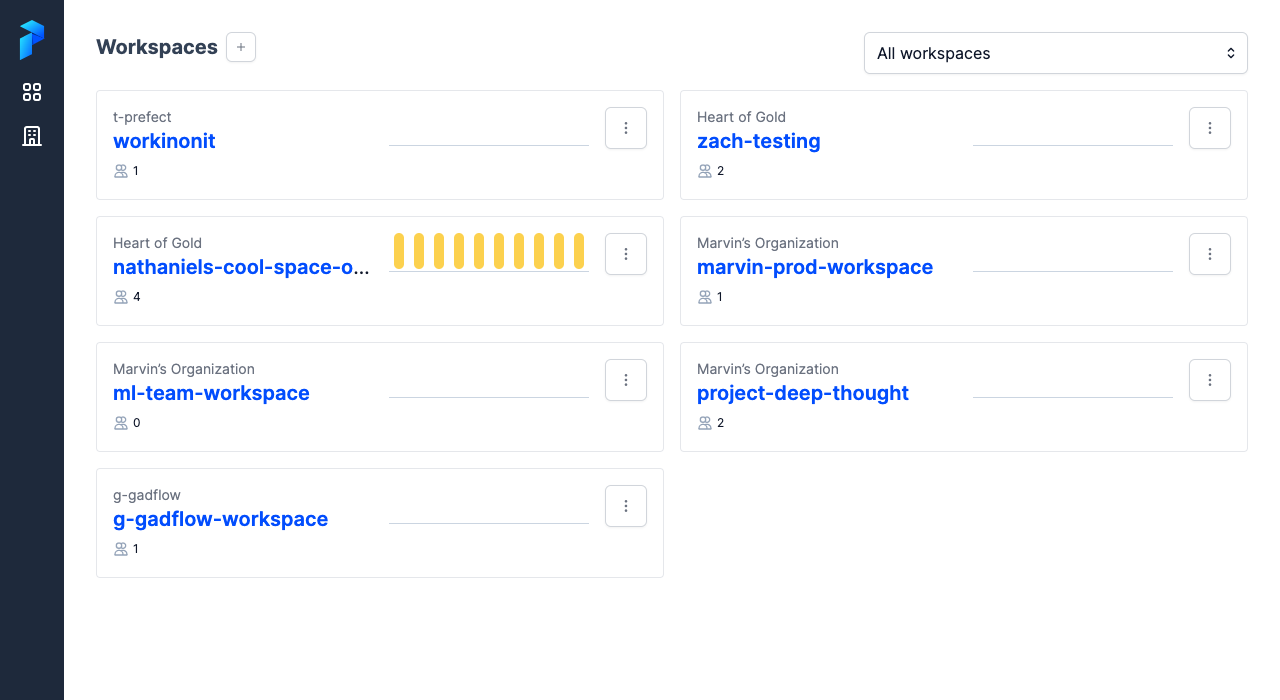 Workspaces
All workspaces
t-prefect
workinonit
1
Heart of Gold
zach-testing
2
Heart of Gold
nathaniels-cool-space-o...
4
Marvin’s Organization
marvin-prod-workspace
1
Marvin’s Organization
ml-team-workspace
0
Marvin’s Organization
project-deep-thought
2
g-gadflow
g-gadflow-workspace
1